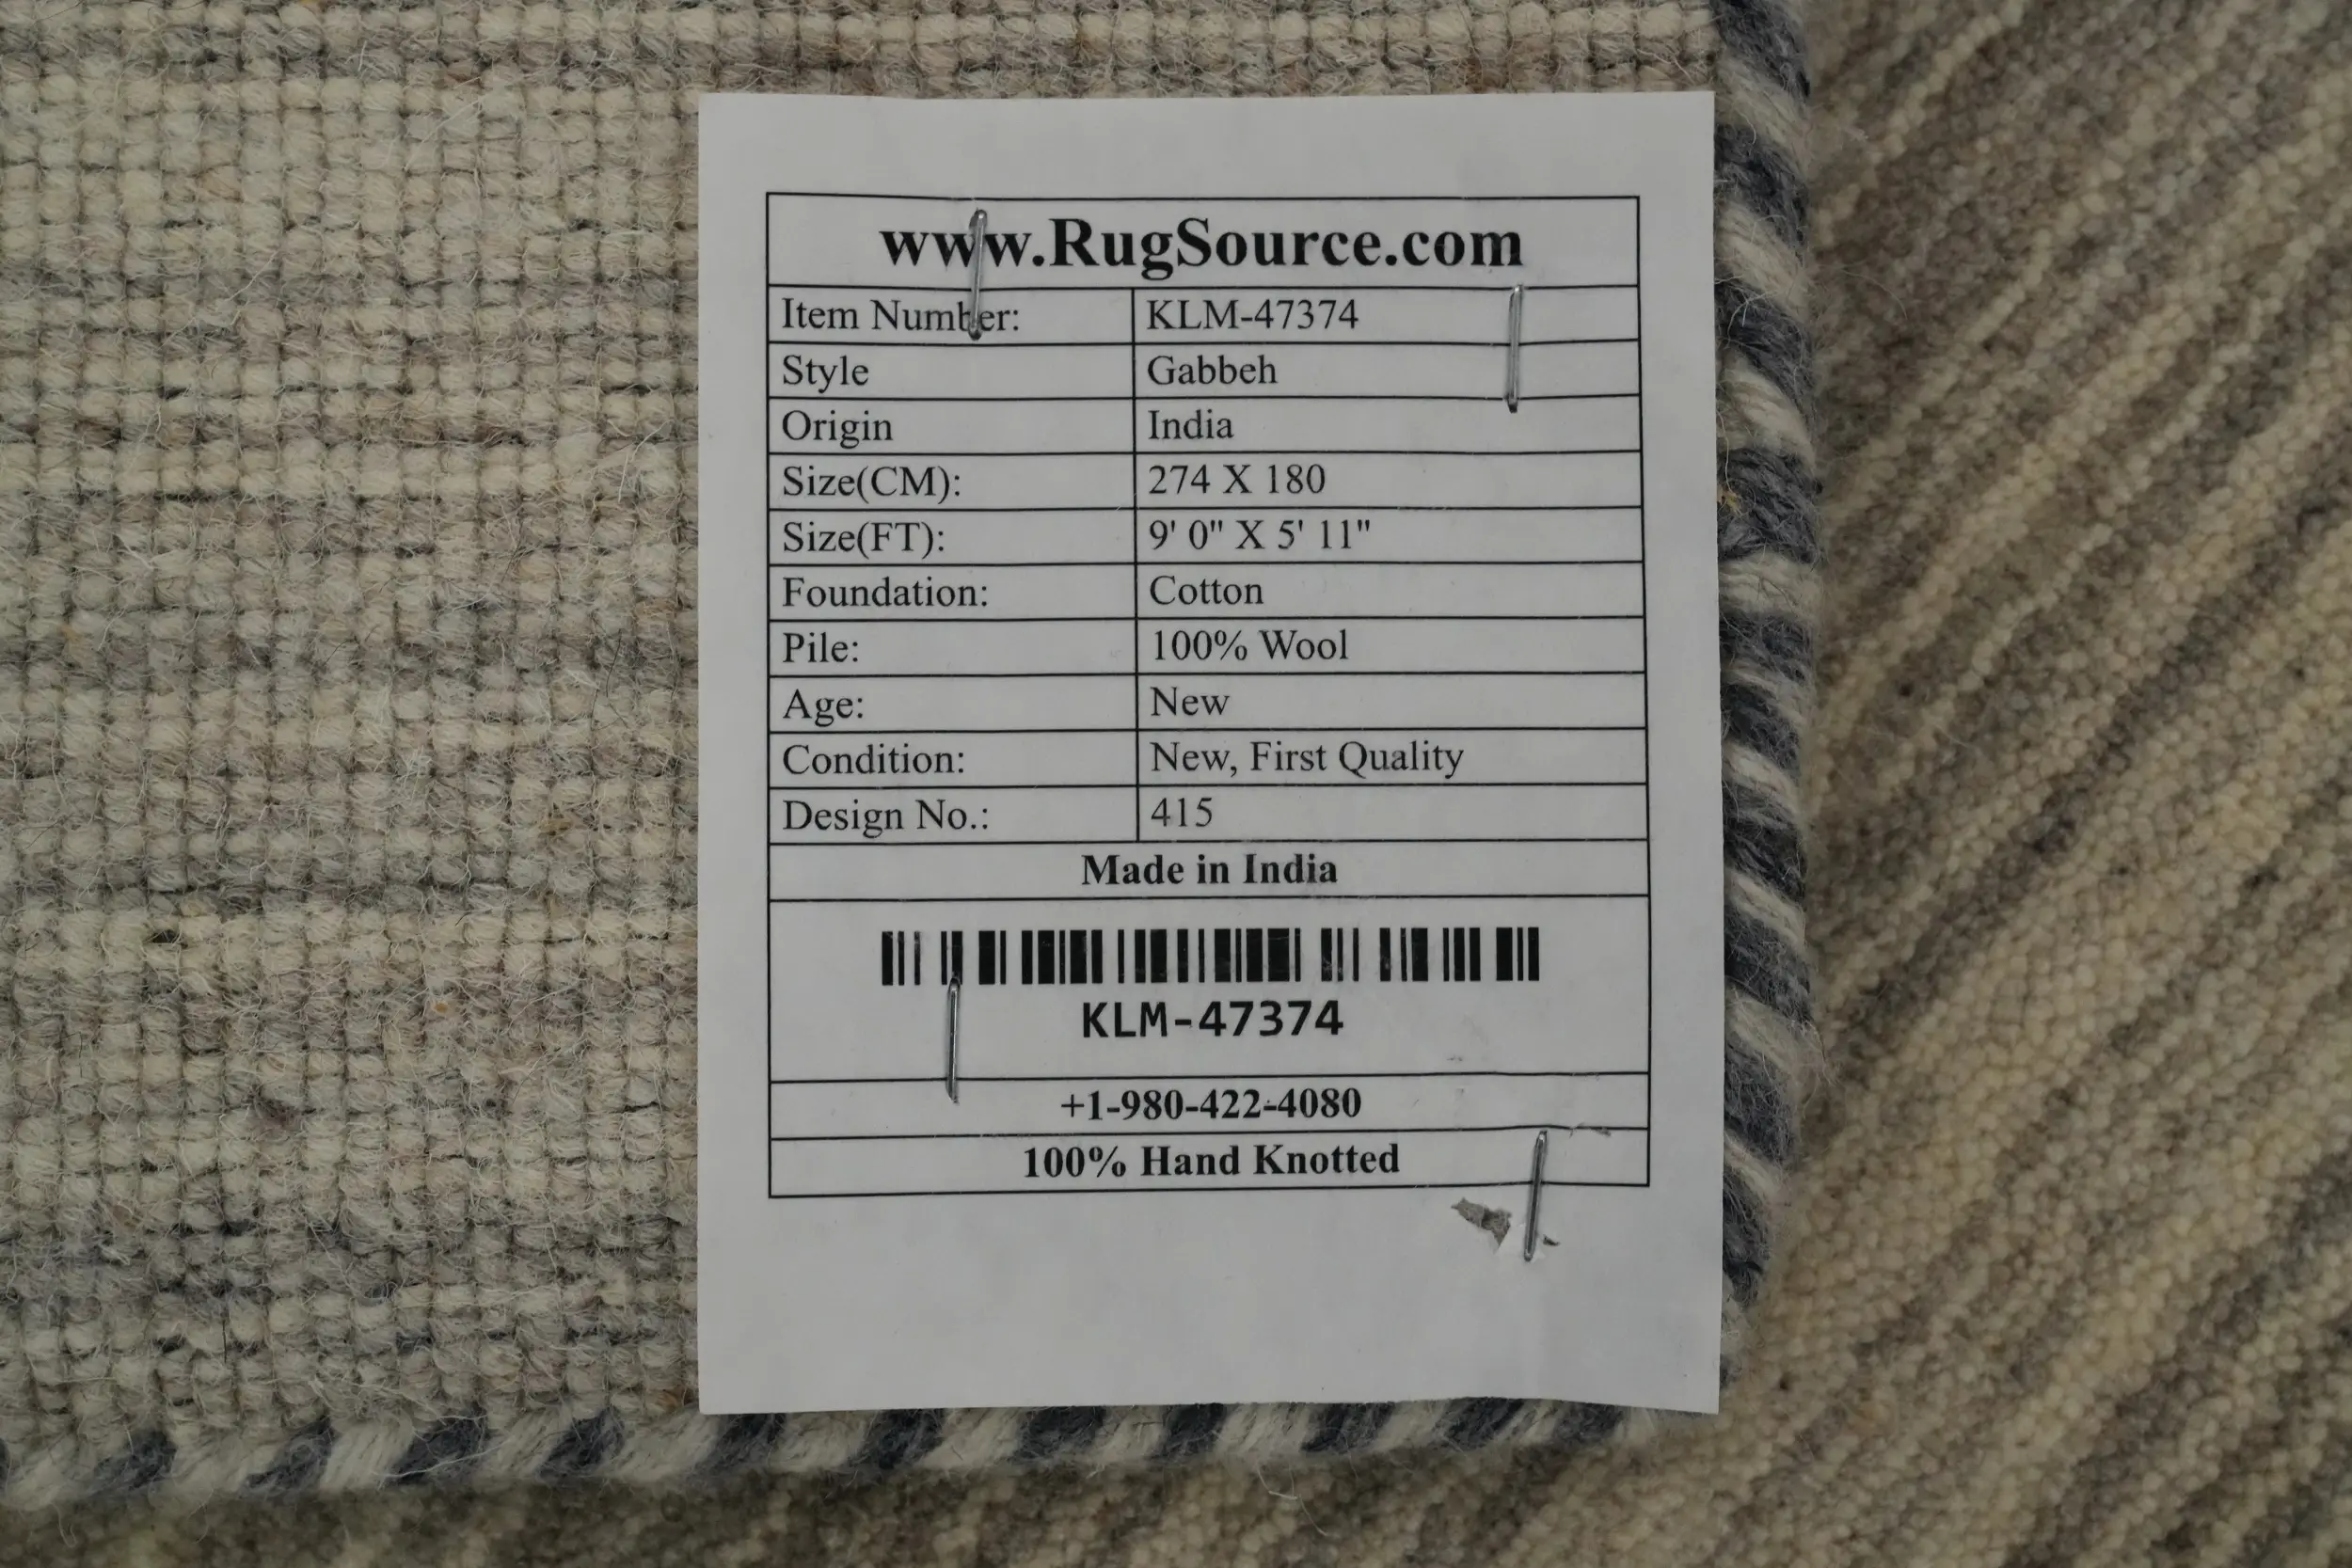 www.RugSource.com
Item Number: KLM-47374
Style Gabbeh
Origin India
Size(CM): 274 X 180
Size(FT): 9' 0" X 5' 11"
Foundation: Cotton
Pile: 100% Wool
Age: New
Condition: New, First Quality
Design No.: 415
Made in India
KLM-47374
+1-980-422-4080
100% Hand Knotted